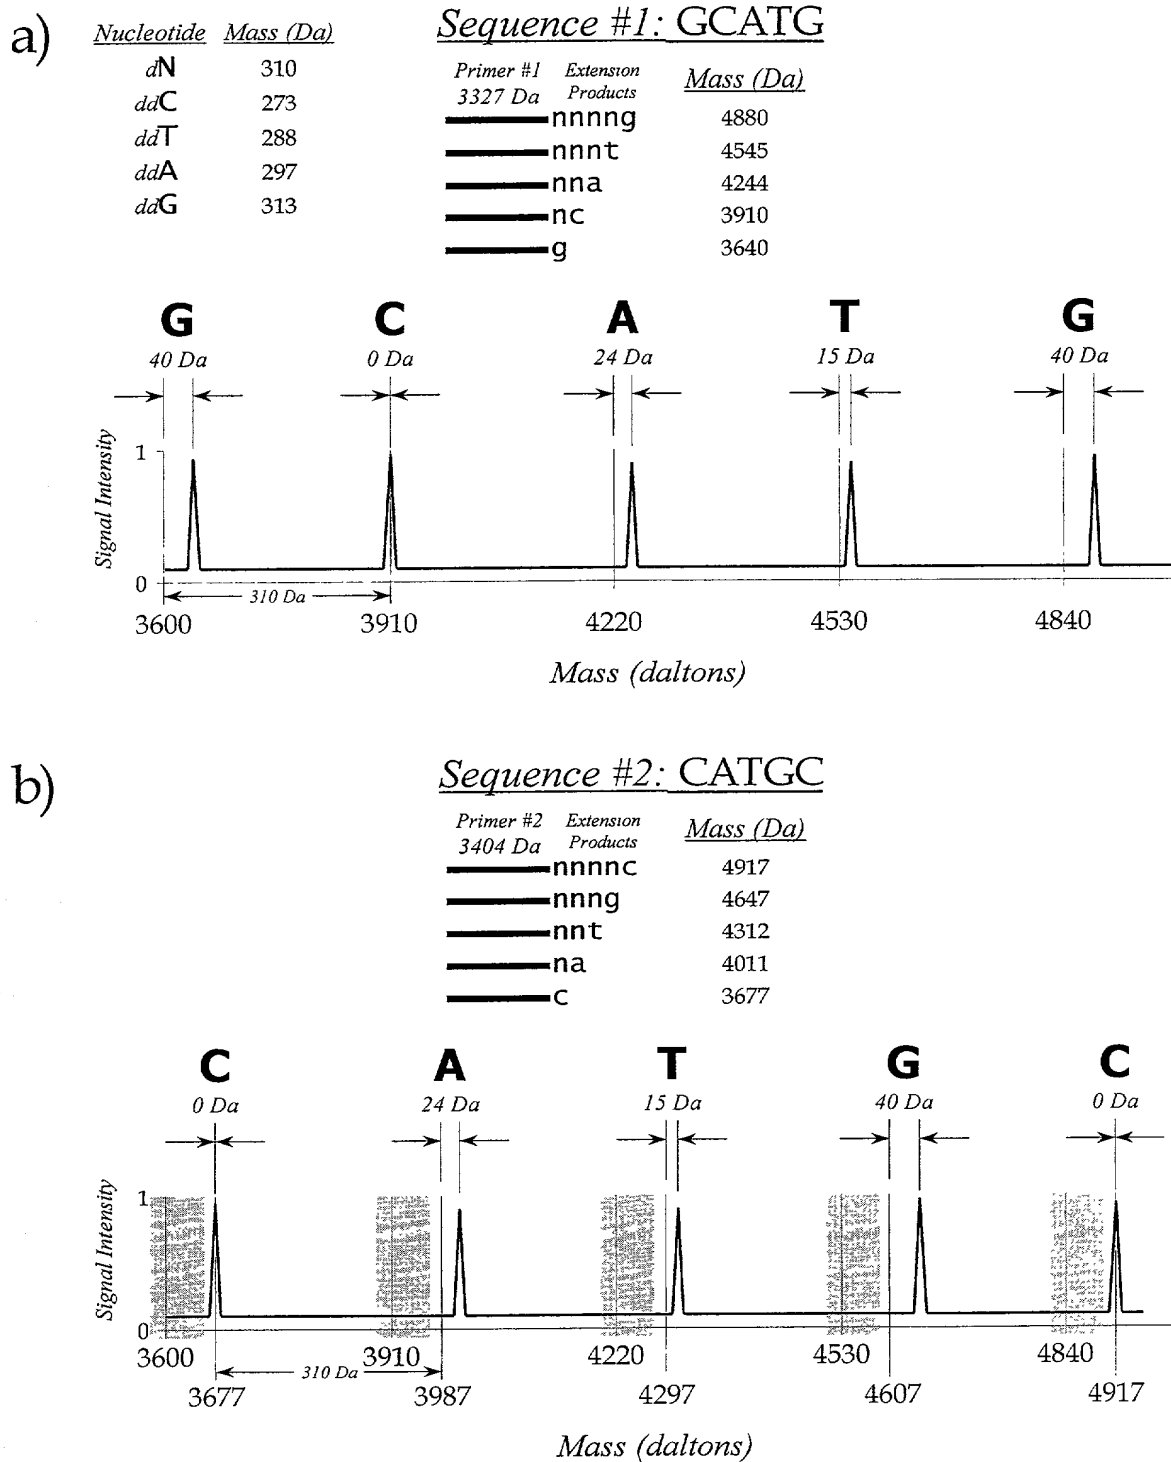 a)
Nucleotide Mass (Da)
dN 310
ddC 273
ddT 288
ddA 297
ddG 313
Sequence #1: GCATG
Primer #1 Extension Mass (Da)
3327 Da Products
nnnng 4880
nnnt 4545
nna 4244
nc 3910
g 3640
G C A T G
40 Da 0 Da 24 Da 15 Da 40 Da
Signal Intensity
1
0
310 Da
3600 3910 4220 4530 4840
Mass (daltons)
b)
Sequence #2: CATGC
Primer #2 Extension Mass (Da)
3404 Da Products
nnnnc 4917
nnng 4647
nnt 4312
na 4011
c 3677
C A T G C
0 Da 24 Da 15 Da 40 Da 0 Da
Signal Intensity
1
0
3600 3910 4220 4530 4840
310 Da
3677 3987 4297 4607 4917
Mass (daltons)